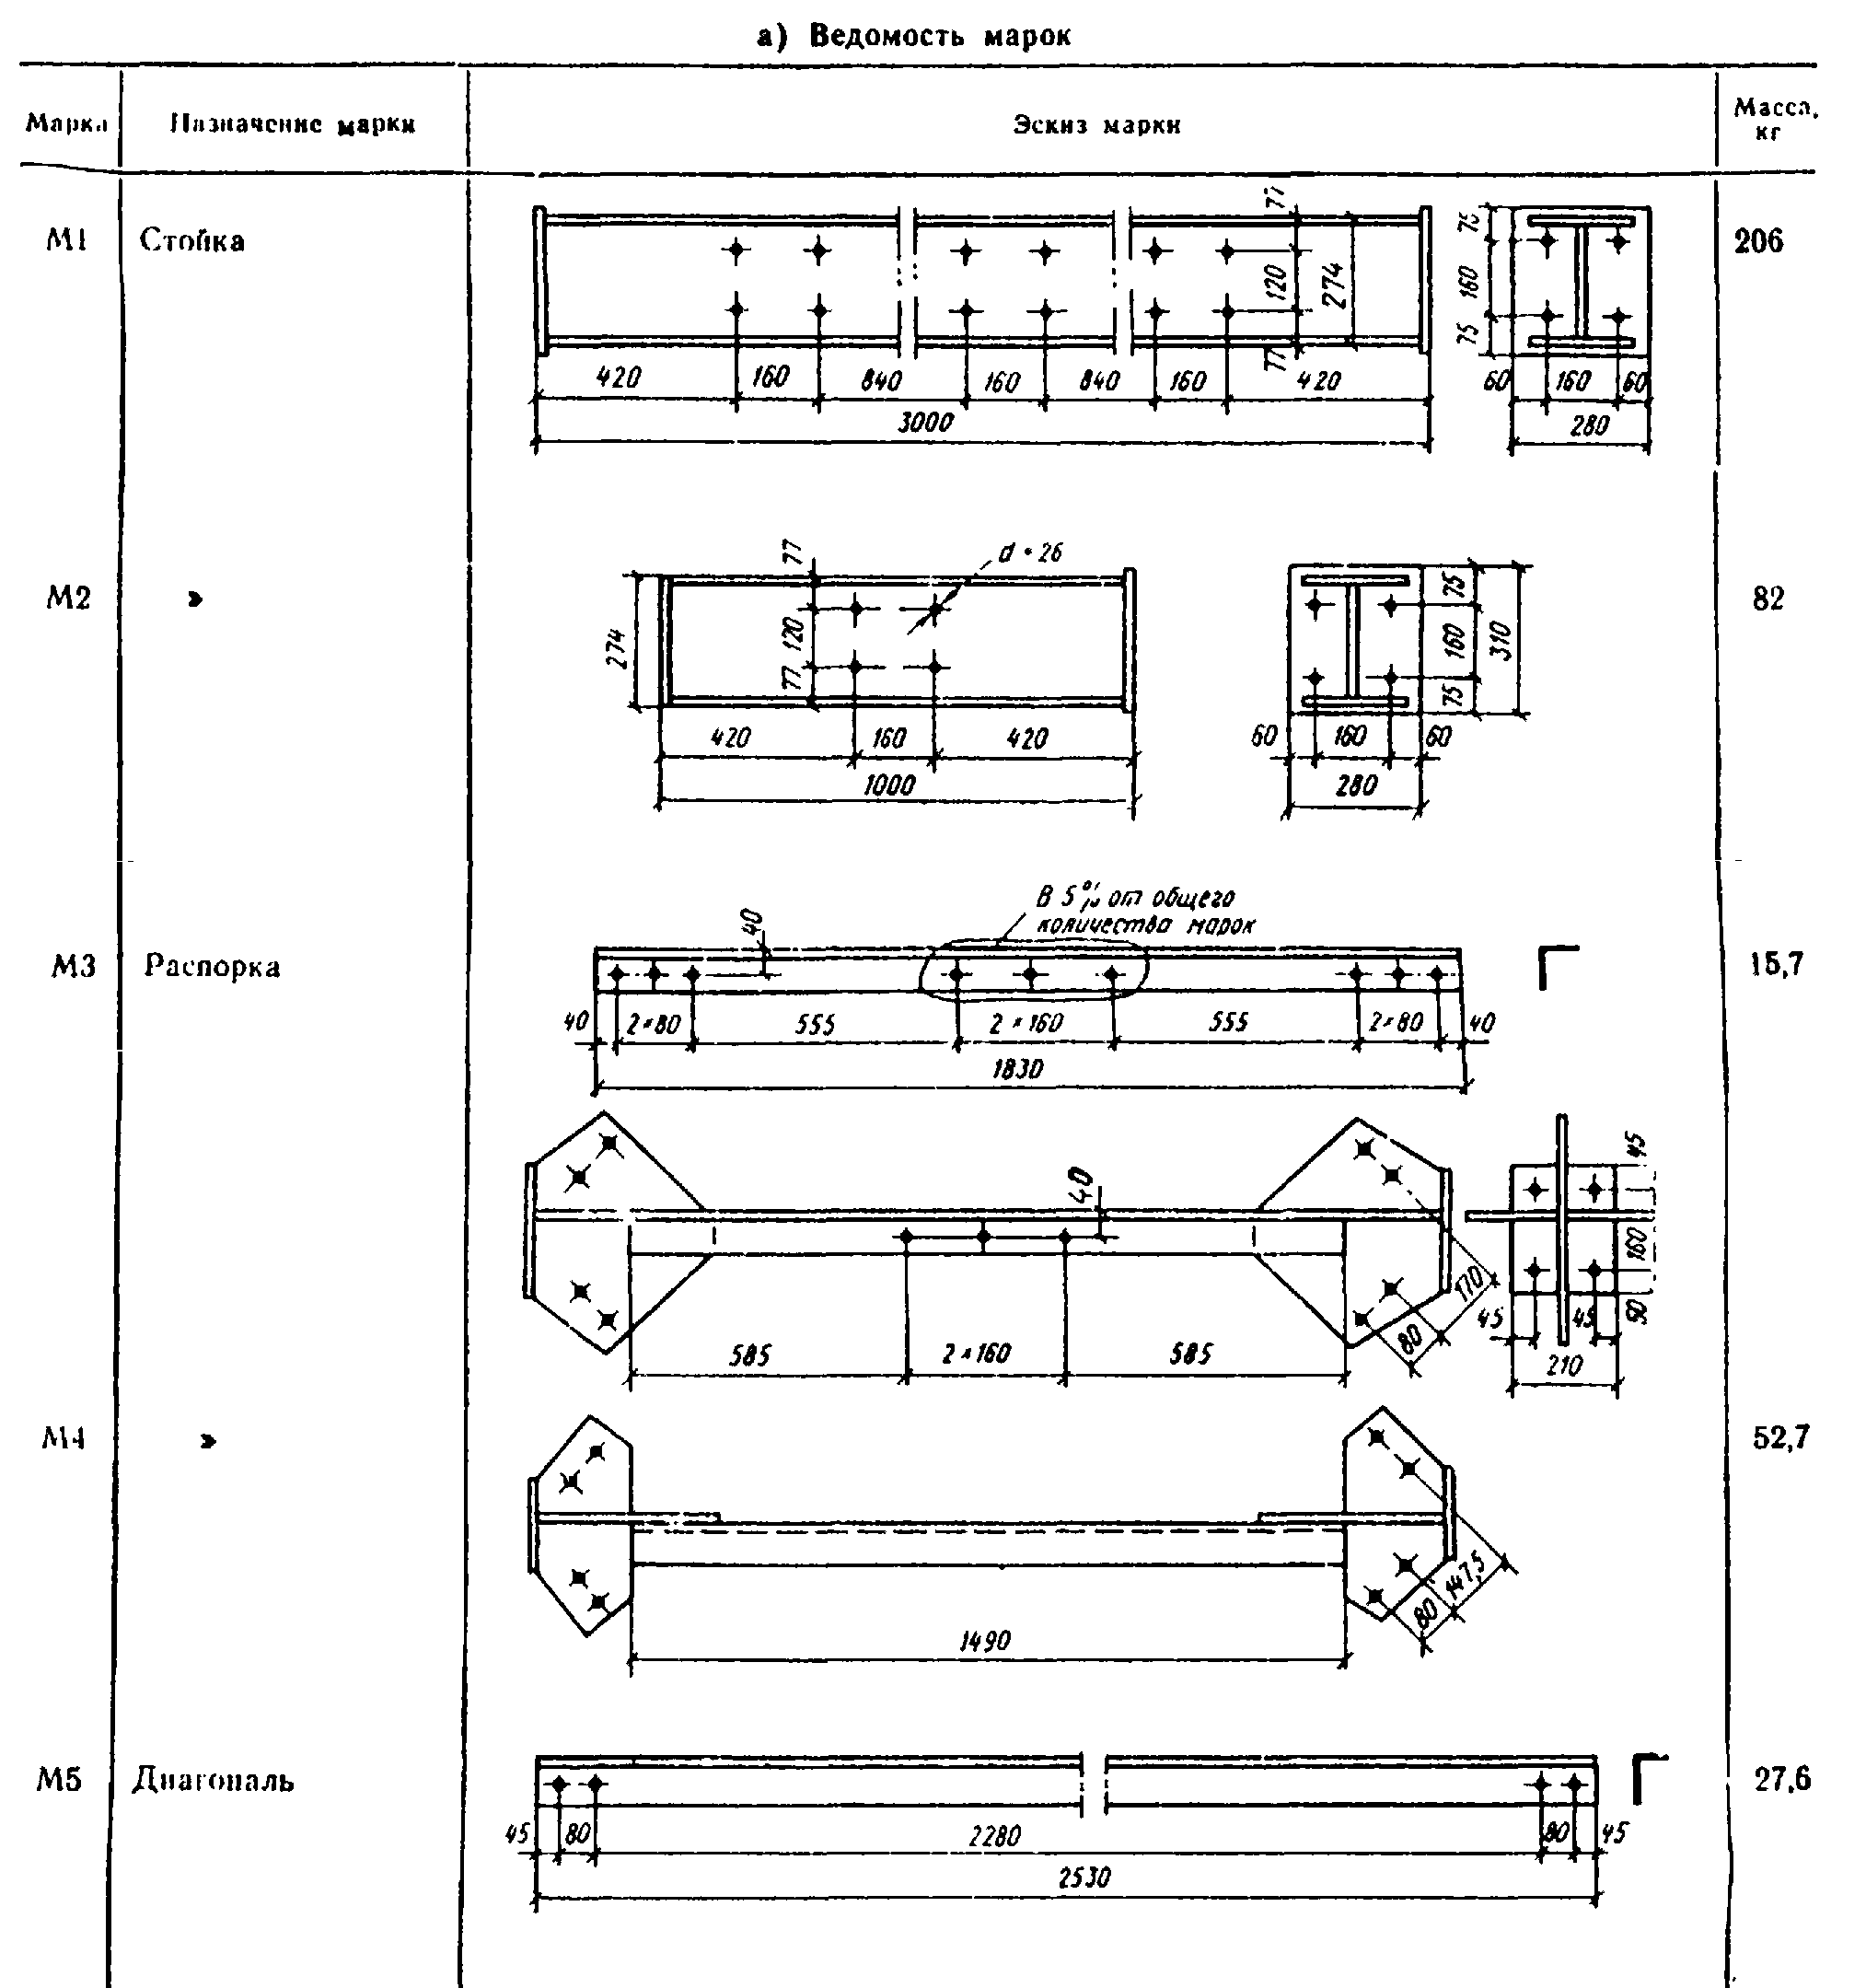 а) Ведомость марок
Марка Назначение марки Эскиз марки Масса, кг
М1 Стойка 206
77
120
274
77
420 160 840 160 840 160 420
3000
75
160
75
60 160 60
280
М2 » 82
d = 26
77
120
77
274
420 160 420
1000
75
160
75
310
60 160 60
280
М3 Распорка 15,7
В 5% от общего
количества марок
40
40 2×80 555 2×160 555 2×80 40
1830
40
585 2×160 585
80
170
45
160
50
45 45
210
М4 » 52,7
1490
80
147,5
М5 Диагональ 27,6
45 80 2280 80 45
2530